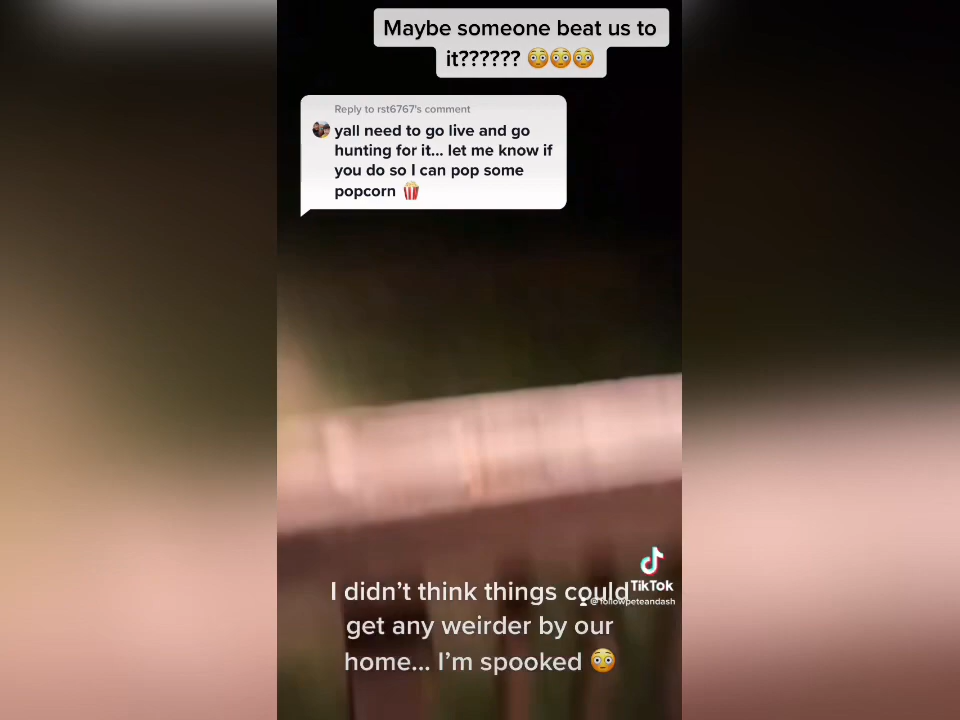 Maybe someone beat us to
it?????? 😳😳😳
Reply to rst6767's comment
yall need to go live and go
hunting for it... let me know if
you do so I can pop some
popcorn 🍿
I didn't think things could
get any weirder by our
home... I'm spooked 😳
TikTok
@followpeteandash